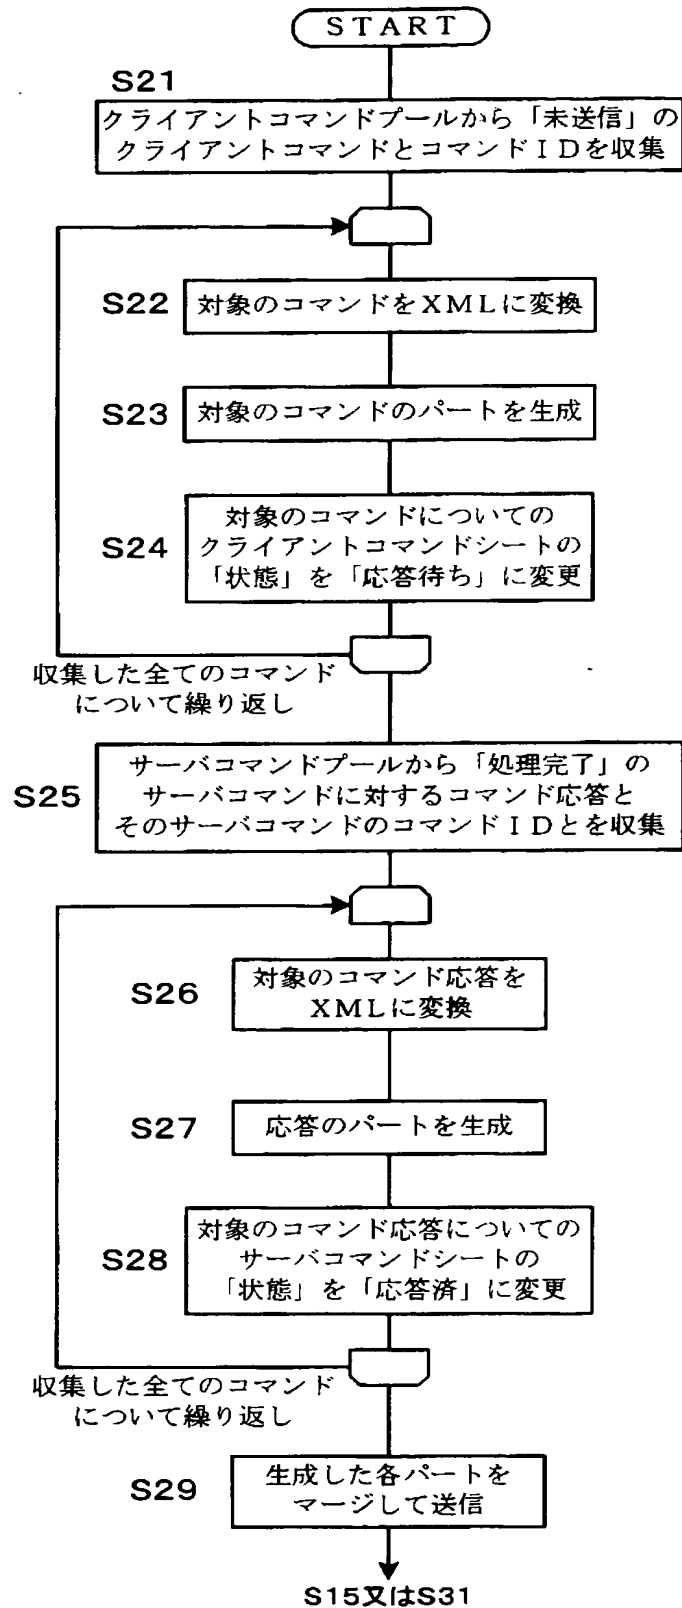 START
S21
クライアントコマンドプールから「未送信」の
クライアントコマンドとコマンドIDを収集
S22
対象のコマンドをXMLに変換
S23
対象のコマンドのパートを生成
S24
対象のコマンドについての
クライアントコマンドシートの
「状態」を「応答待ち」に変更
収集した全てのコマンド
について繰り返し
S25
サーバコマンドプールから「処理完了」の
サーバコマンドに対するコマンド応答と
そのサーバコマンドのコマンドIDとを収集
S26
対象のコマンド応答を
XMLに変換
S27
応答のパートを生成
S28
対象のコマンド応答についての
サーバコマンドシートの
「状態」を「応答済」に変更
収集した全てのコマンド
について繰り返し
S29
生成した各パートを
マージして送信
S15又はS31